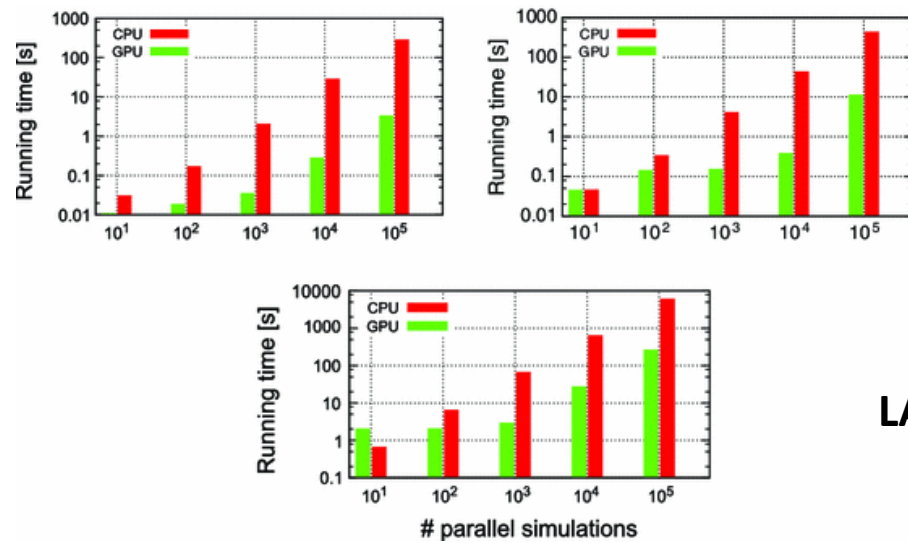 Running time [s]
1000
100
10
1
0.1
0.01
CPU
GPU
10¹ 10² 10³ 10⁴ 10⁵
Running time [s]
1000
100
10
1
0.1
0.01
CPU
GPU
10¹ 10² 10³ 10⁴ 10⁵
Running time [s]
10000
1000
100
10
1
0.1
CPU
GPU
10¹ 10² 10³ 10⁴ 10⁵
# parallel simulations
LA